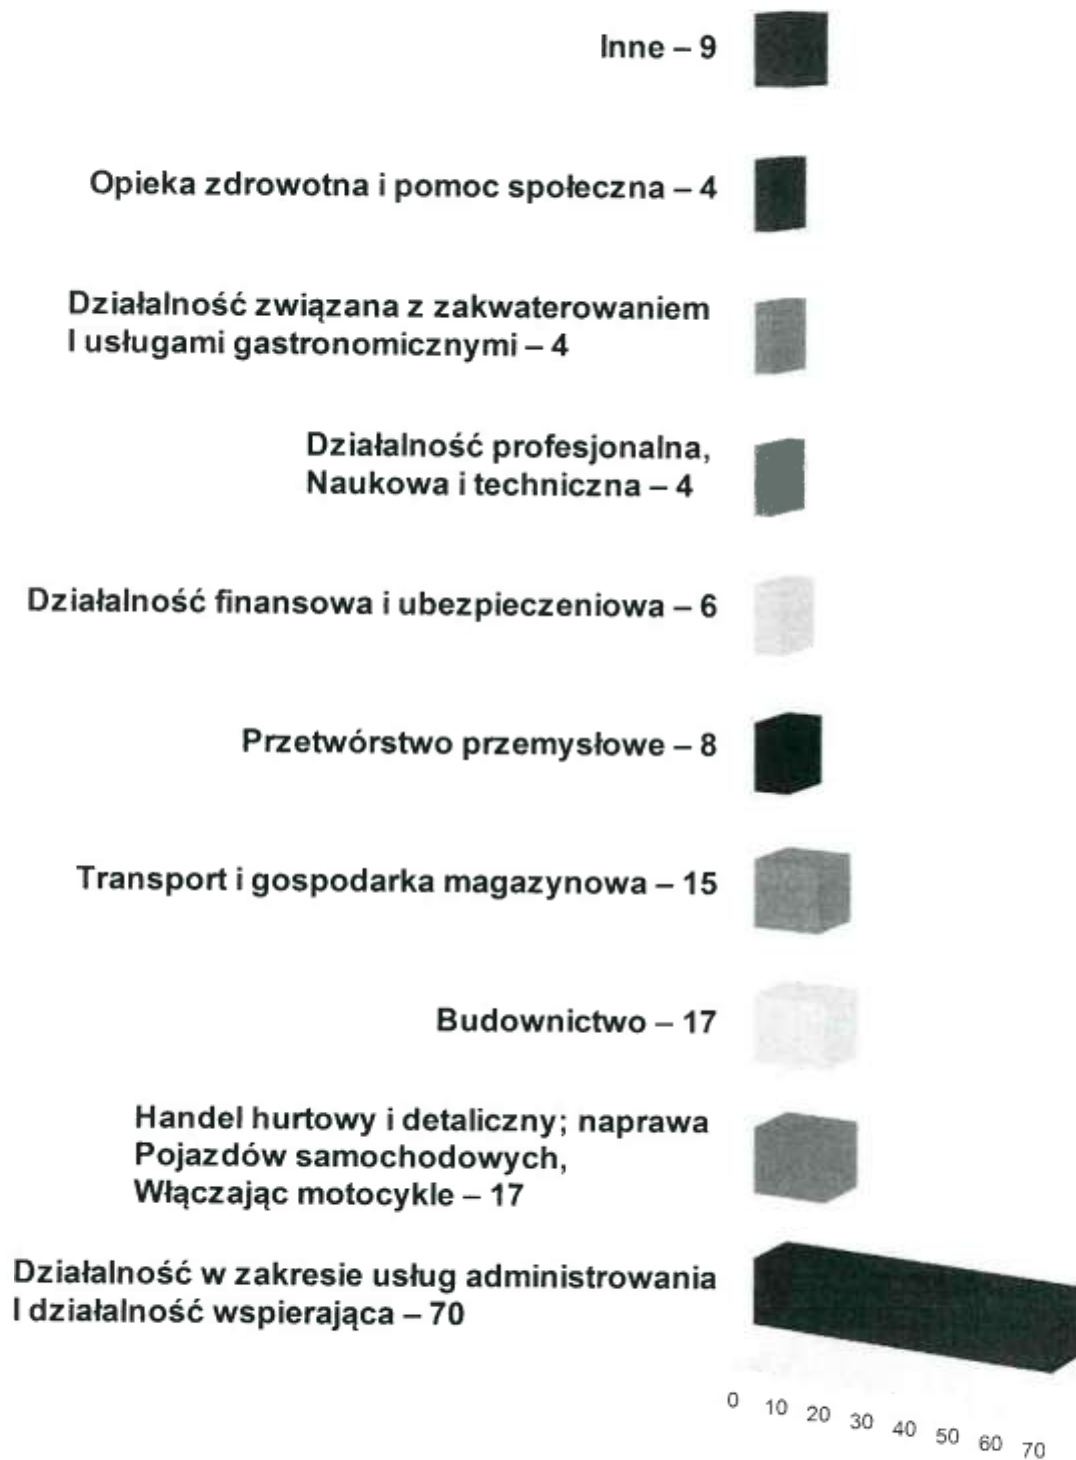 Inne – 9
Opieka zdrowotna i pomoc społeczna – 4
Działalność związana z zakwaterowaniem
I usługami gastronomicznymi – 4
Działalność profesjonalna,
Naukowa i techniczna – 4
Działalność finansowa i ubezpieczeniowa – 6
Przetwórstwo przemysłowe – 8
Transport i gospodarka magazynowa – 15
Budownictwo – 17
Handel hurtowy i detaliczny; naprawa
Pojazdów samochodowych,
Włączając motocykle – 17
Działalność w zakresie usług administrowania
I działalność wspierająca – 70
0 10 20 30 40 50 60 70